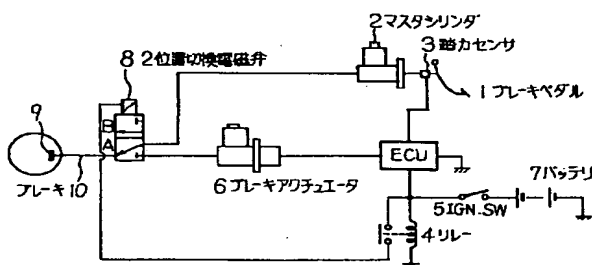 2マスタシリンダ
3踏力センサ
8 2位置切換電磁弁
1ブレーキペダル
B
A
9
ECU
ブレーキ10
6ブレーキアクチュエータ
7バッテリ
5IGN.SW
4リレー